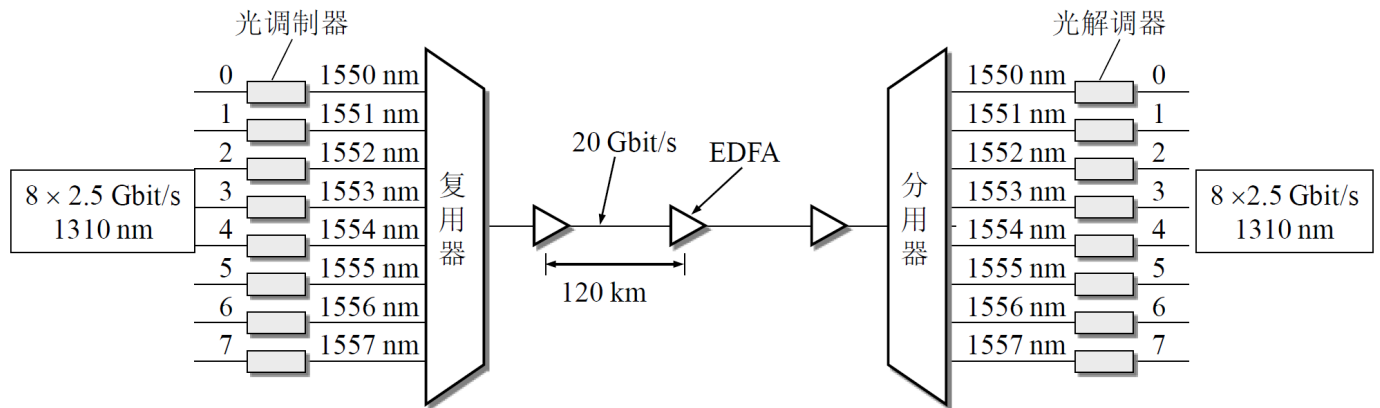 光调制器
光解调器
0 1550 nm
1 1551 nm
2 1552 nm
3 1553 nm
4 1554 nm
5 1555 nm
6 1556 nm
7 1557 nm
8 × 2.5 Gbit/s
1310 nm
复用器
20 Gbit/s
EDFA
120 km
分用器
1550 nm 0
1551 nm 1
1552 nm 2
1553 nm 3
1554 nm 4
1555 nm 5
1556 nm 6
1557 nm 7
8 ×2.5 Gbit/s
1310 nm